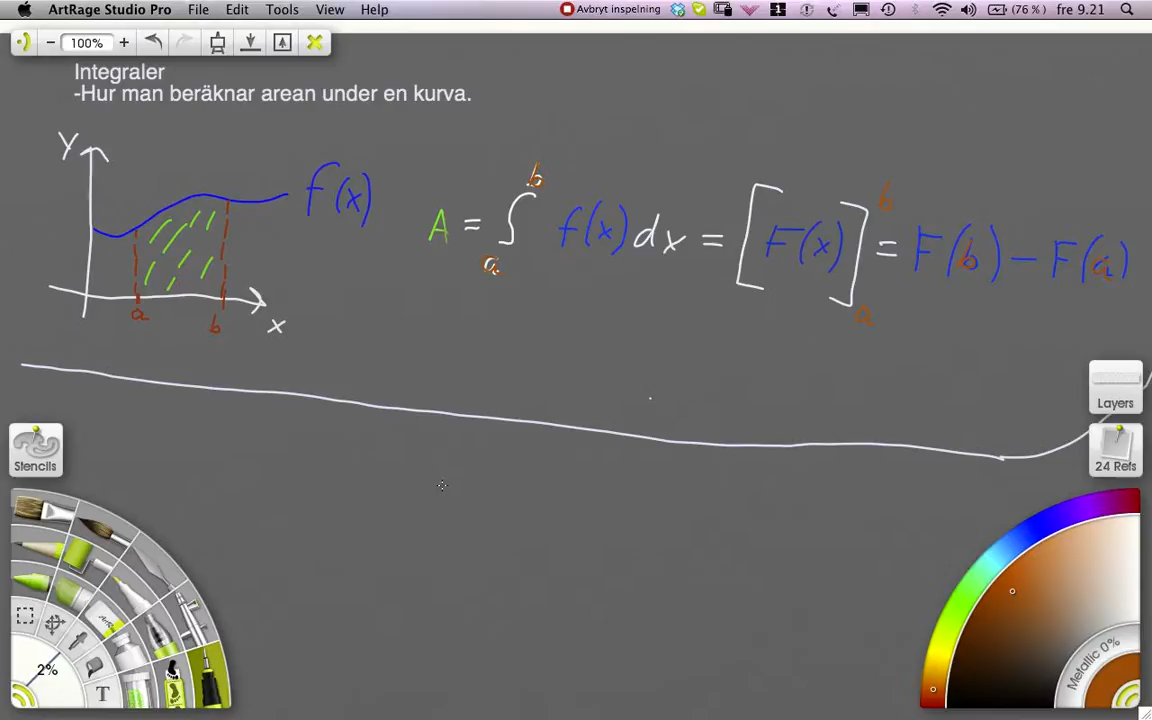 ArtRage Studio Pro File Edit Tools View Help Avbryt inspelning 1 (76 %) fre 9.21
100%
Integraler
-Hur man beräknar arean under en kurva.
y
f(x)
a
b
x
A = ∫ₐᵇ f(x) dx = [F(x)]ₐᵇ = F(b) - F(a)
Layers
24 Refs
Stencils
2%
T
Metallic 0%